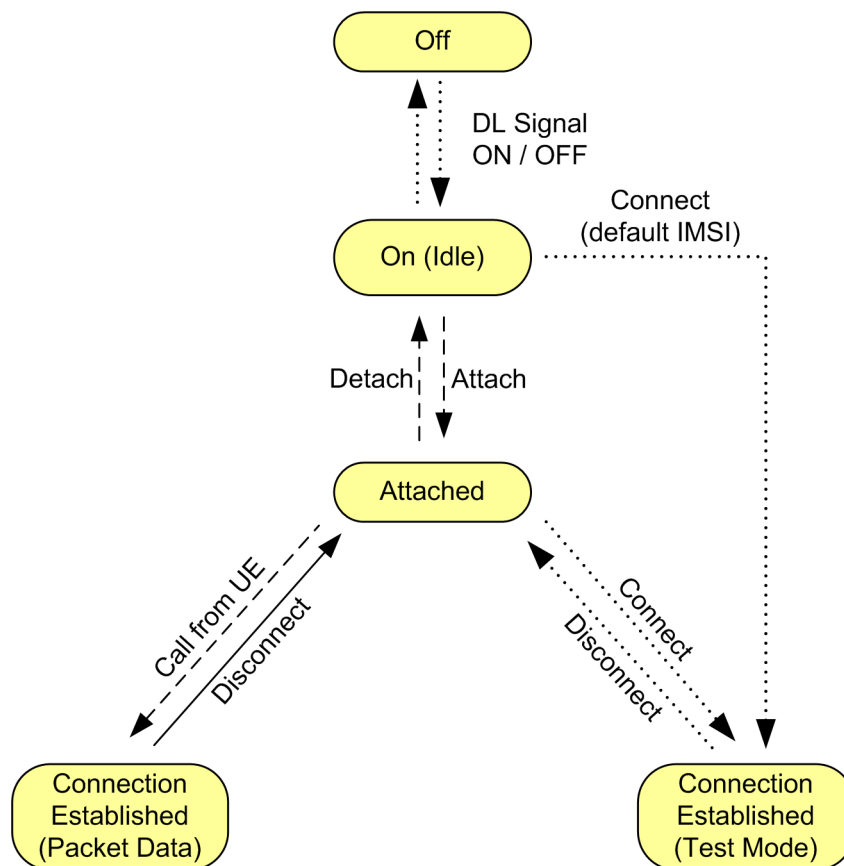 Off
DL Signal
ON / OFF
Connect
(default IMSI)
On (Idle)
Detach
Attach
Attached
Call from UE
Disconnect
Connect
Disconnect
Connection
Established
(Packet Data)
Connection
Established
(Test Mode)